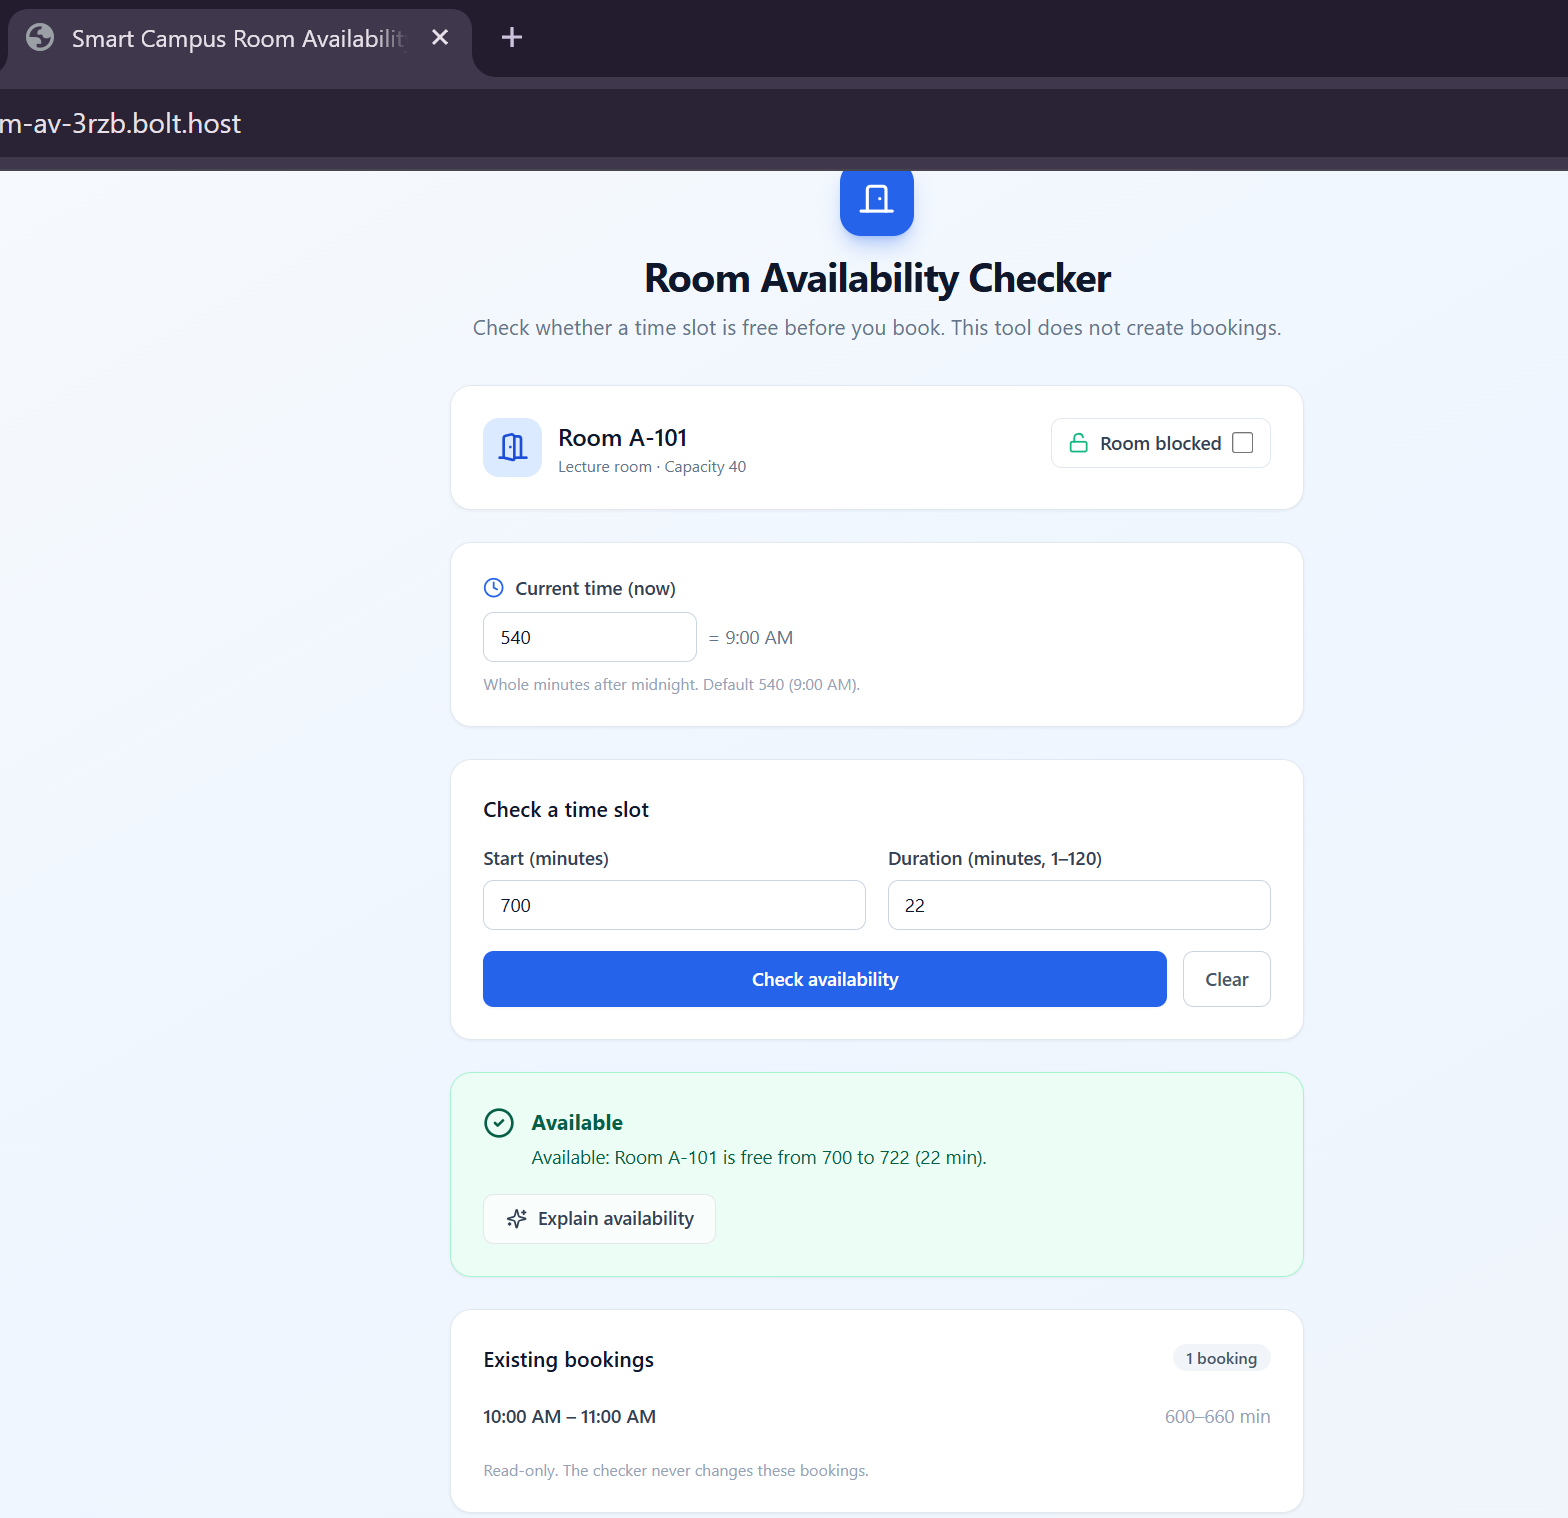 Smart Campus Room Availabilit
m-av-3rzb.bolt.host
Room Availability Checker
Check whether a time slot is free before you book. This tool does not create bookings.
Room A-101
Lecture room · Capacity 40
Room blocked
Current time (now)
540
= 9:00 AM
Whole minutes after midnight. Default 540 (9:00 AM).
Check a time slot
Start (minutes)
Duration (minutes, 1–120)
700
22
Check availability
Clear
Available
Available: Room A-101 is free from 700 to 722 (22 min).
Explain availability
Existing bookings
1 booking
10:00 AM – 11:00 AM
600–660 min
Read-only. The checker never changes these bookings.